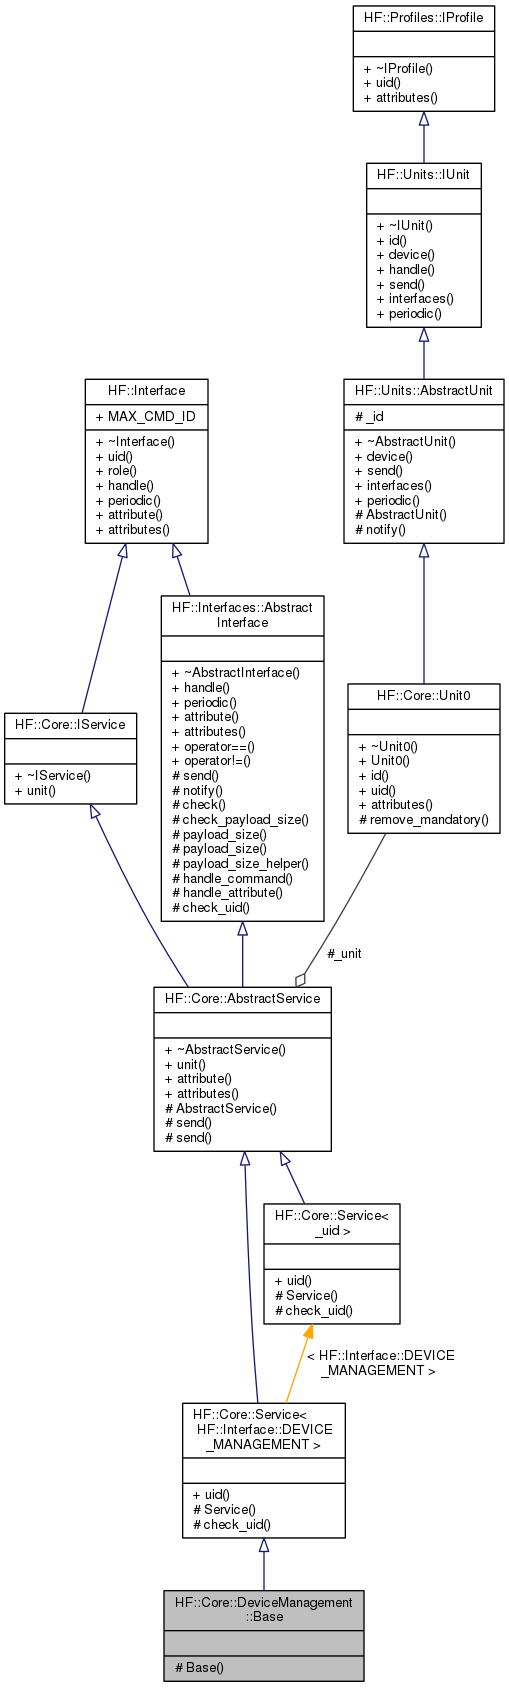 HF::Profiles::IProfile
+ ~IProfile()
+ uid()
+ attributes()
HF::Units::IUnit
+ ~IUnit()
+ id()
+ device()
+ handle()
+ send()
+ interfaces()
+ periodic()
HF::Interface
+ MAX_CMD_ID
+ ~Interface()
+ uid()
+ role()
+ handle()
+ periodic()
+ attribute()
+ attributes()
HF::Units::AbstractUnit
# _id
+ ~AbstractUnit()
+ device()
+ send()
+ interfaces()
+ periodic()
# AbstractUnit()
# notify()
HF::Interfaces::Abstract
Interface
+ ~AbstractInterface()
+ handle()
+ periodic()
+ attribute()
+ attributes()
+ operator==()
+ operator!=()
# send()
# notify()
# check()
# check_payload_size()
# payload_size()
# payload_size()
# payload_size_helper()
# handle_command()
# handle_attribute()
# check_uid()
HF::Core::IService
+ ~IService()
+ unit()
HF::Core::Unit0
+ ~Unit0()
+ Unit0()
+ id()
+ uid()
+ attributes()
# remove_mandatory()
#_unit
HF::Core::AbstractService
+ ~AbstractService()
+ unit()
+ attribute()
+ attributes()
# AbstractService()
# send()
# send()
HF::Core::Service<
_uid >
+ uid()
# Service()
# check_uid()
< HF::Interface::DEVICE
_MANAGEMENT >
HF::Core::Service<
HF::Interface::DEVICE
_MANAGEMENT >
+ uid()
# Service()
# check_uid()
HF::Core::DeviceManagement
::Base
# Base()